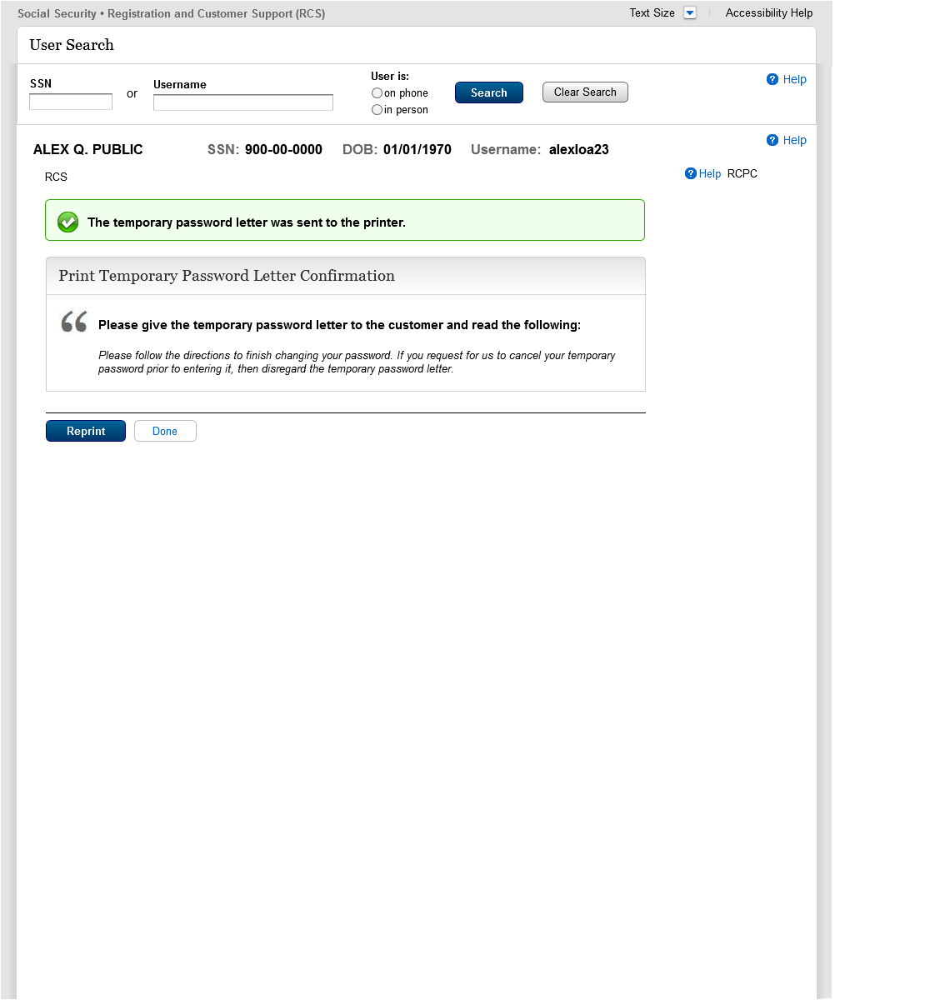 Social Security • Registration and Customer Support (RCS)
Text Size
Accessibility Help
User Search
SSN
or
Username
User is:
on phone
in person
Search
Clear Search
Help
ALEX Q. PUBLIC
SSN: 900-00-0000
DOB: 01/01/1970
Username: alexloa23
Help
RCS
Help RCPC
The temporary password letter was sent to the printer.
Print Temporary Password Letter Confirmation
Please give the temporary password letter to the customer and read the following:
Please follow the directions to finish changing your password. If you request for us to cancel your temporary
password prior to entering it, then disregard the temporary password letter.
Reprint
Done